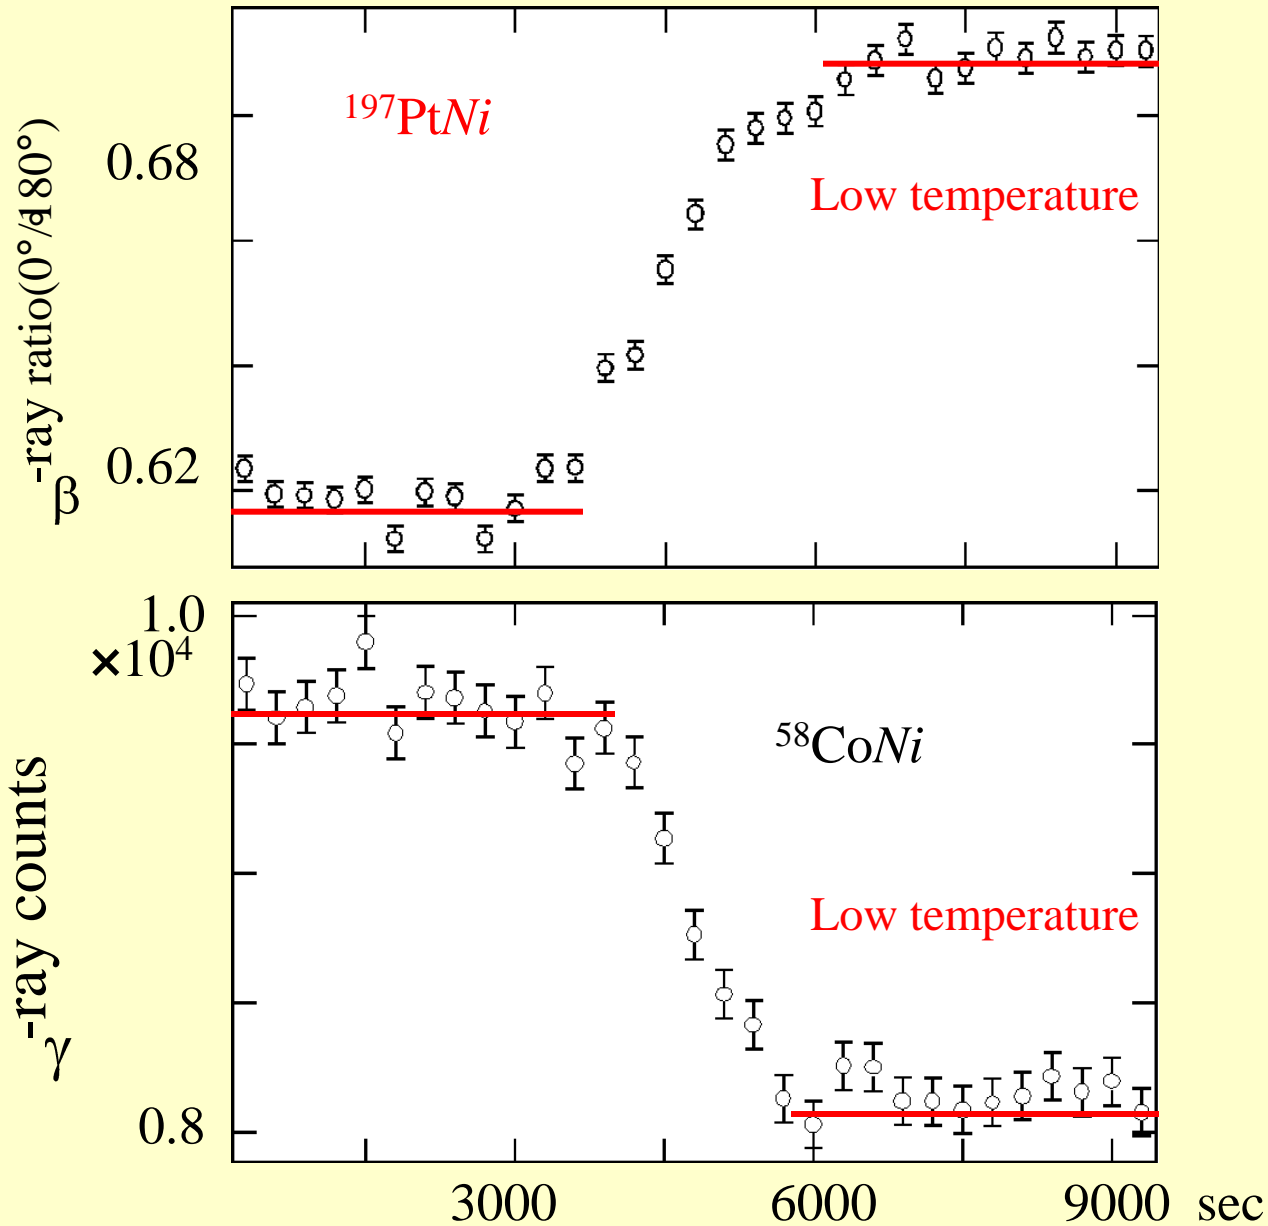 ¹⁹⁷PtNi
0.68
Low temperature
0.62
β-ray ratio(0°/180°)
1.0
×10⁴
⁵⁸CoNi
Low temperature
0.8
γ-ray counts
3000 6000 9000 sec